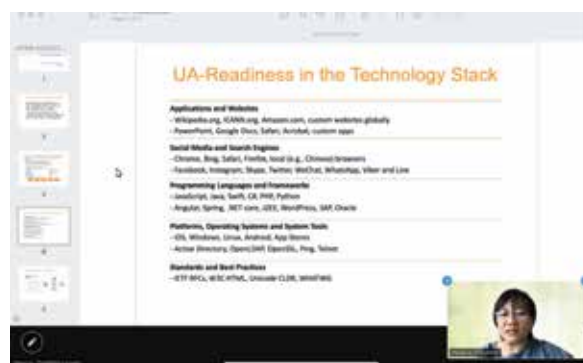 UA-Readiness in the Technology Stack
Applications and Websites
- Wikipedia.org, ICANN.org, Amazon.com, custom websites globally
- PowerPoint, Google Docs, Safari, Acrobat, custom apps
Social Media and Search Engines
- Chrome, Bing, Safari, Firefox, local (e.g., Chinese) browsers
- Facebook, Instagram, Skype, Twitter, WeChat, WhatsApp, Viber and Line
Programming Languages and Frameworks
- JavaScript, Java, Swift, C#, PHP, Python
- Angular, Spring, .NET core, J2EE, WordPress, SAP, Oracle
Platforms, Operating Systems and System Tools
- iOS, Windows, Linux, Android, App Stores
- Active Directory, OpenLDAP, OpenSSL, Ping, Telnet
Standards and Best Practices
- IETF RFCs, W3C HTML, Unicode CLDR, WHATWG